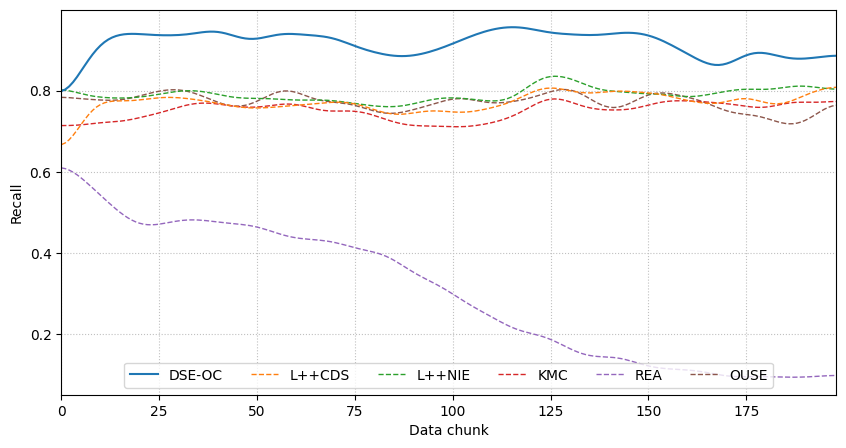 Recall
0.8
0.6
0.4
0.2
DSE-OC L++CDS L++NIE KMC REA OUSE
0 25 50 75 100 125 150 175
Data chunk